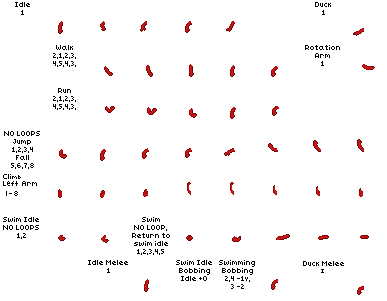 Idle
1
Duck
1
Walk
2,1,2,3,
4,5,4,3,
Rotation
Arm
1
Run
2,1,2,3,
4,5,4,3,
NO LOOPS
Jump
1,2,3,4
Fall
5,6,7,8
Climb
Left Arm
1-8
Swim Idle
NO LOOPS
1,2
Swim
NO LOOP,
Return to
swim idle
1,2,3,4,5
Swim Idle
Bobbing
Idle +0
Swimming
Bobbing
2,4 -1v,
3 -2
Idle Melee
1
Duck Melee
1